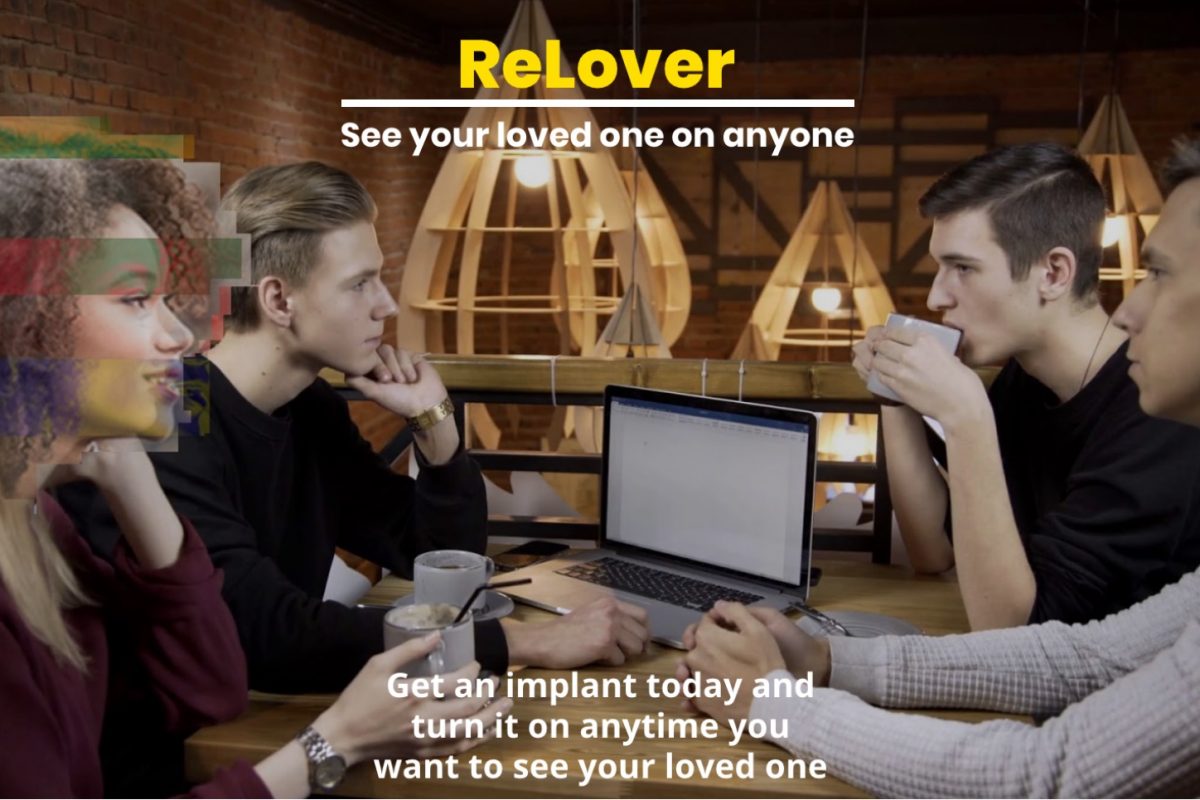 ReLover
See your loved one on anyone
Get an implant today and
turn it on anytime you
want to see your loved one